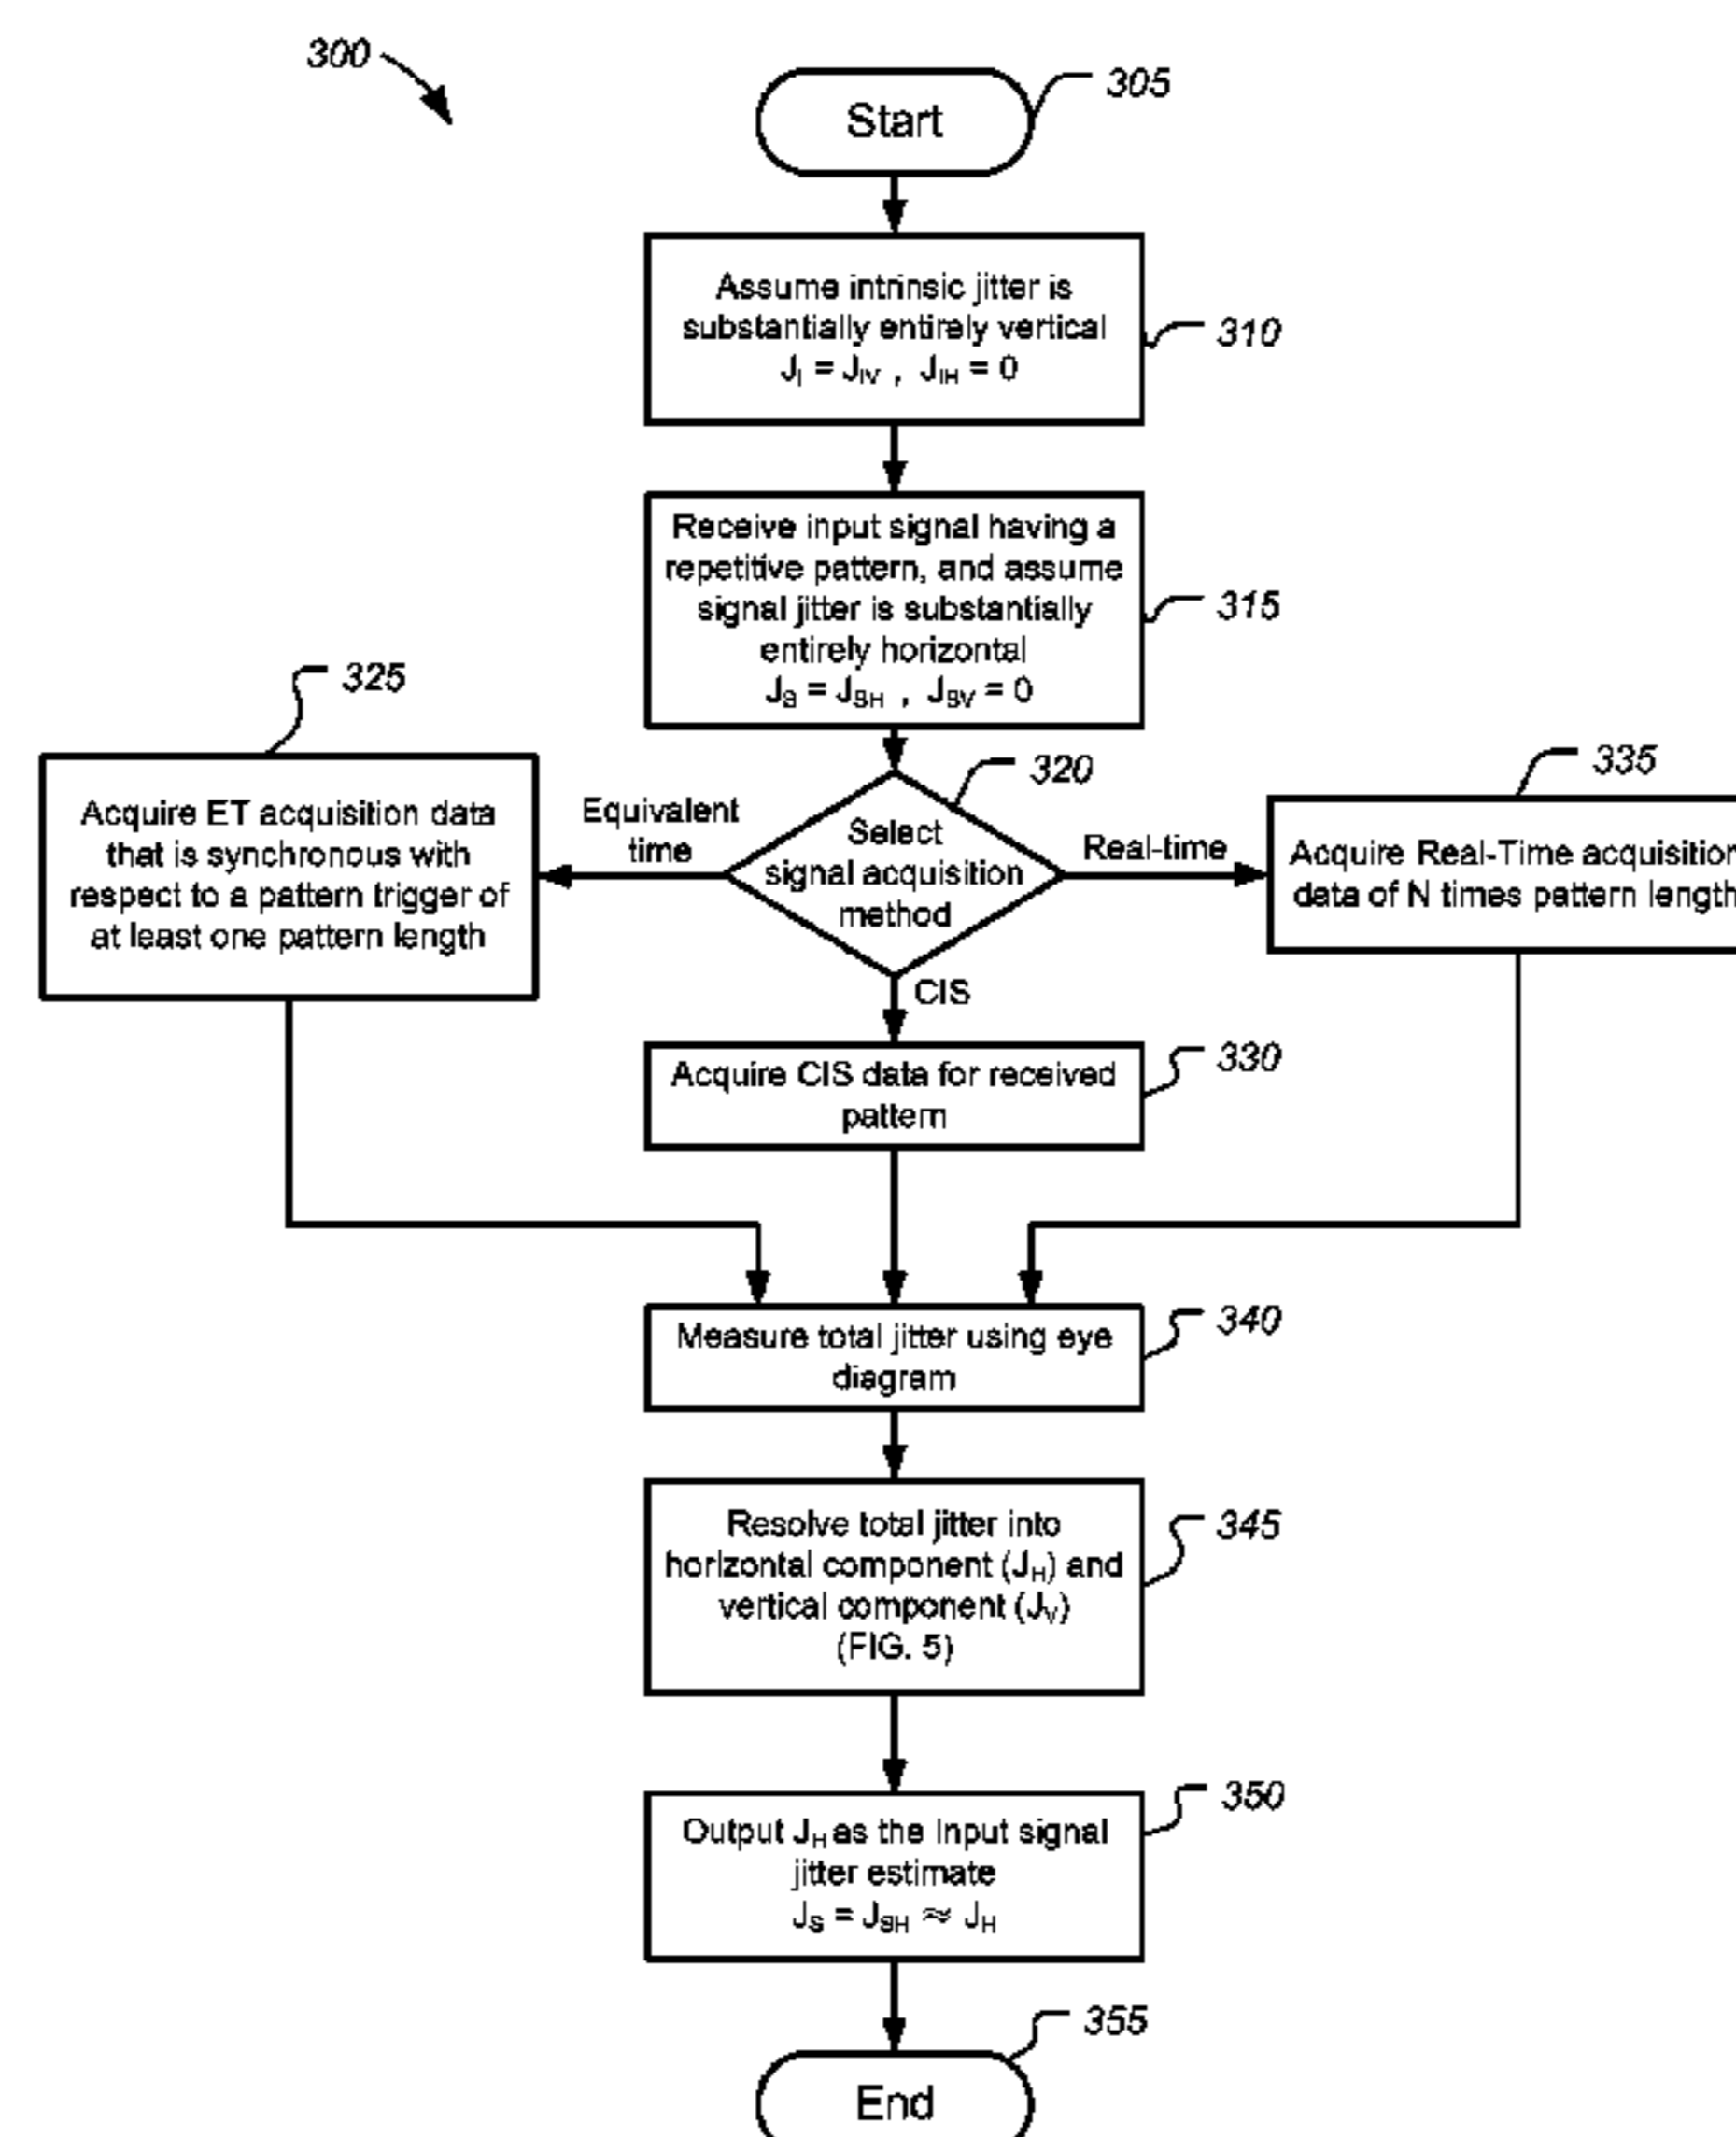 300
305
Start
Assume intrinsic jitter is
substantially entirely vertical
J_I = J_IV , J_IH = 0
310
Receive input signal having a
repetitive pattern, and assume
signal jitter is substantially
entirely horizontal
J_S = J_SH , J_SV = 0
315
325
Acquire ET acquisition data
that is synchronous with
respect to a pattern trigger of
at least one pattern length
Equivalent
time
320
Select
signal acquisition
method
Real-time
335
Acquire Real-Time acquisition
data of N times pattern length
CIS
Acquire CIS data for received
pattern
330
Measure total jitter using eye
diagram
340
Resolve total jitter into
horizontal component (J_H) and
vertical component (J_V)
(FIG. 5)
345
Output J_H as the Input signal
jitter estimate
J_S = J_SH ≈ J_H
350
355
End